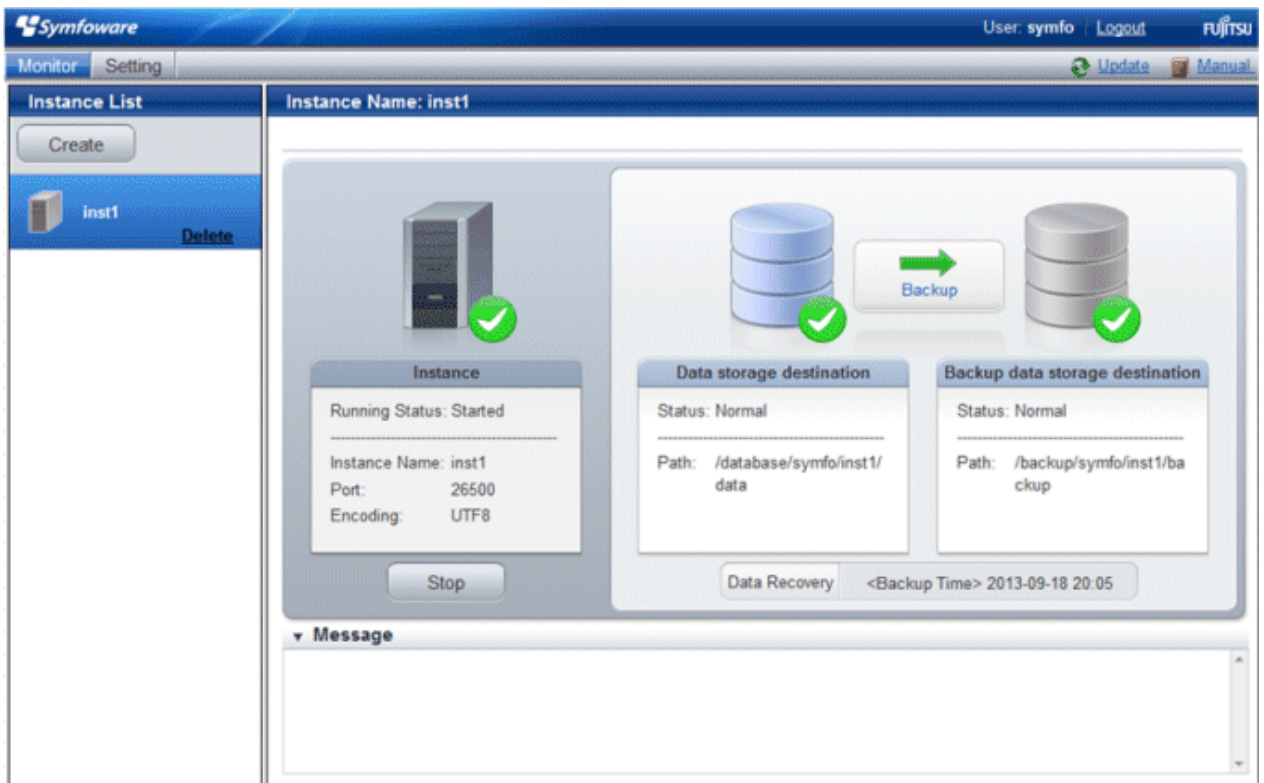 Symfoware
User: symfo Logout FUJITSU
Monitor Setting Update Manual
Instance List
Instance Name: inst1
Create
inst1
Delete
Backup
Instance
Data storage destination
Backup data storage destination
Running Status: Started
Status: Normal
Status: Normal
Instance Name: inst1
Port: 26500
Encoding: UTF8
Path: /database/symfo/inst1/
data
Path: /backup/symfo/inst1/ba
ckup
Stop
Data Recovery <Backup Time> 2013-09-18 20:05
Message